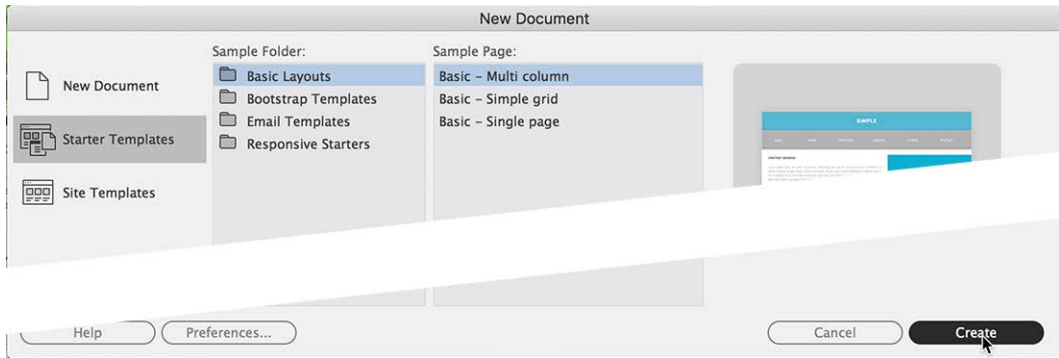 New Document
New Document
Starter Templates
Site Templates
Sample Folder:
Basic Layouts
Bootstrap Templates
Email Templates
Responsive Starters
Sample Page:
Basic – Multi column
Basic – Simple grid
Basic – Single page
SIMPLE
Help
Preferences...
Cancel
Create